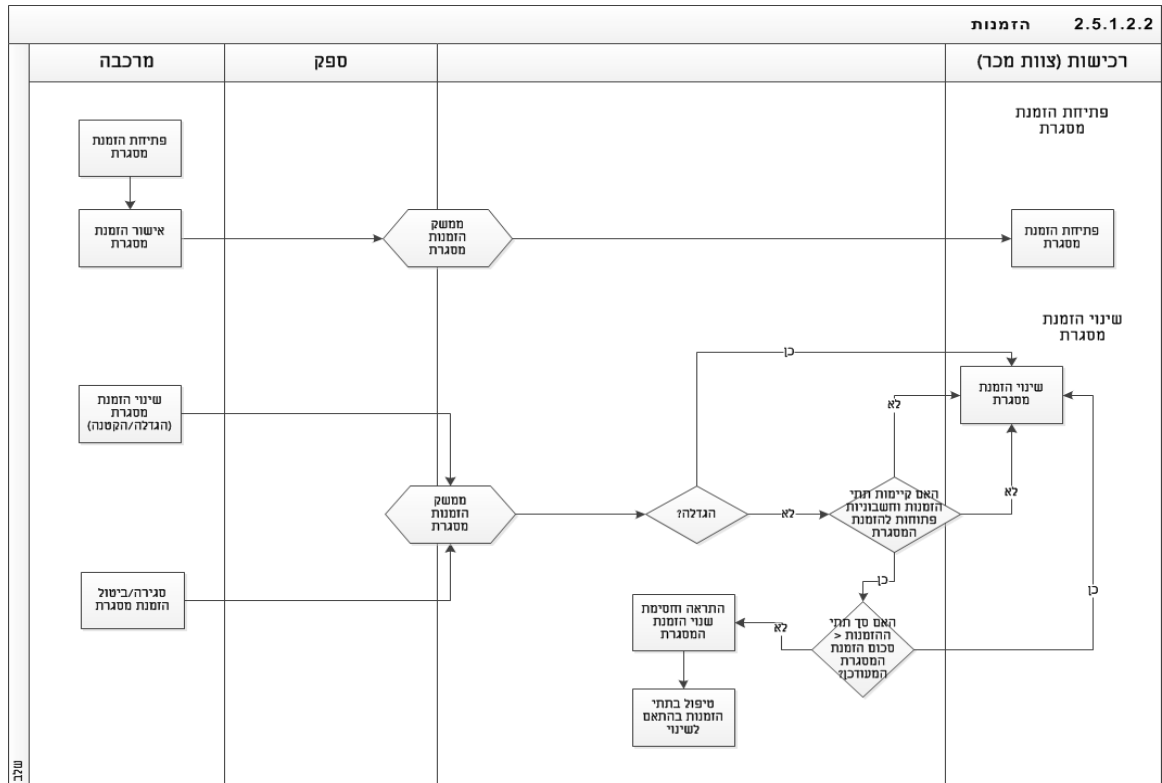 2.5.1.2.2 הזמנות
רכישות (צוות מכר)
ספק
מרכבה
פתיחת הזמנת
מסגרת
פתיחת הזמנת
מסגרת
אישור הזמנת
מסגרת
ממשק
הזמנות
מסגרת
פתיחת הזמנת
מסגרת
שינוי הזמנת
מסגרת
כן
שינוי הזמנת
מסגרת
שינוי הזמנת
מסגרת
(הגדלה/הקטנה)
לא
ממשק
הזמנות
מסגרת
הגדלה?
לא
האם קיימות תתי
הזמנות וחשבוניות
פתוחות להזמנת
המסגרת
לא
כן
כן
סגירה/ביטול
הזמנת מסגרת
התראה וחסימת
שנוי הזמנת
המסגרת
לא
האם סך תתי
ההזמנות >
סכום הזמנת
המסגרת
המעודכן?
טיפול בתתי
הזמנות בהתאם
לשינוי
שלב